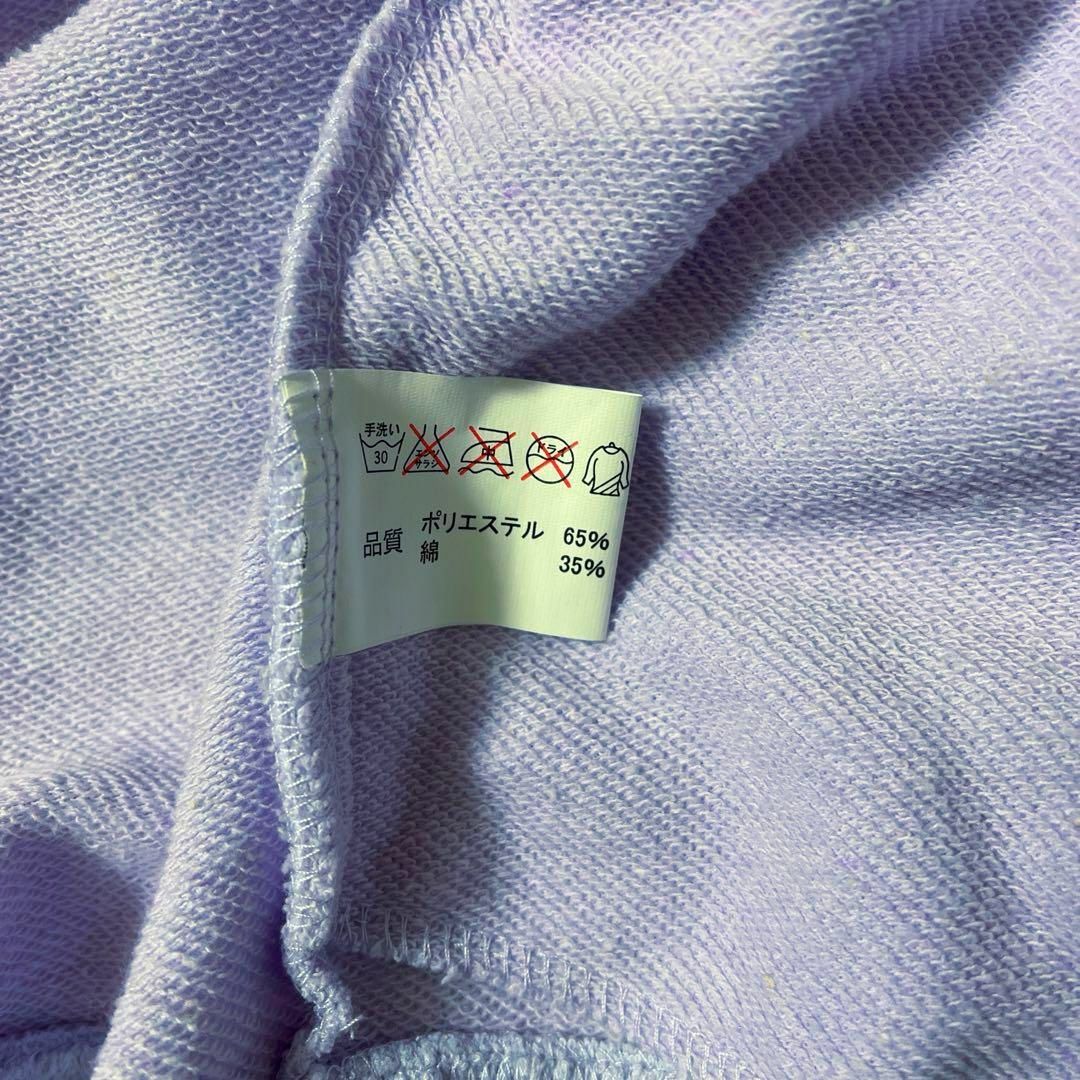 手洗い
30
エンソ
サラシ
中
ドライ
品質 ポリエステル 65%
綿 35%